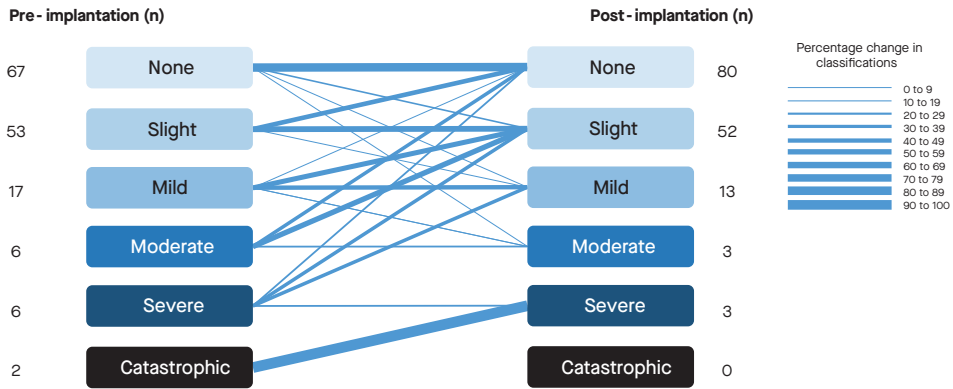 Pre-implantation (n)
Post-implantation (n)
67
None
None
80
53
Slight
Slight
52
17
Mild
Mild
13
6
Moderate
Moderate
3
6
Severe
Severe
3
2
Catastrophic
Catastrophic
0
Percentage change in
classifications
0 to 9
10 to 19
20 to 29
30 to 39
40 to 49
50 to 59
60 to 69
70 to 79
80 to 89
90 to 100